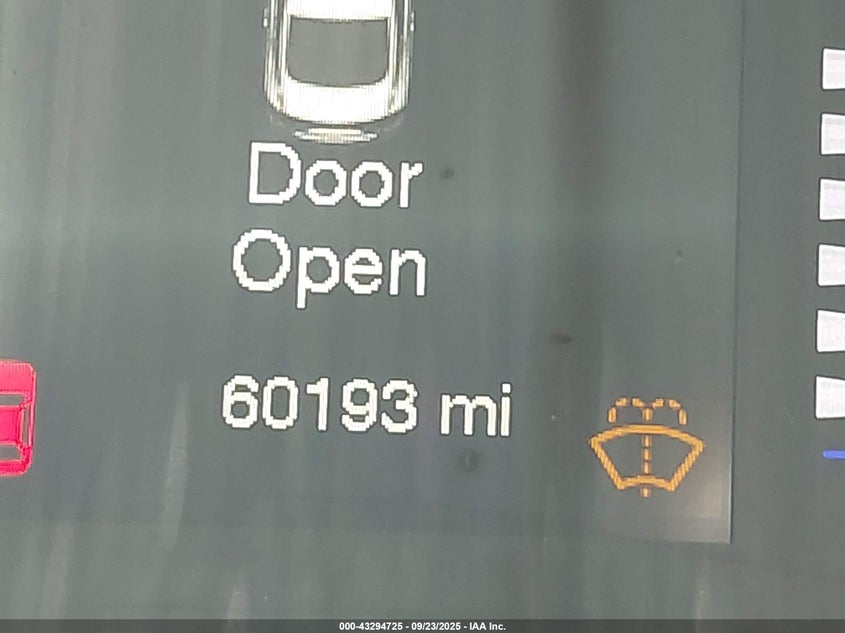 Door
Open
60193 mi
000-43294725 - 09/23/2025 - IAA Inc.